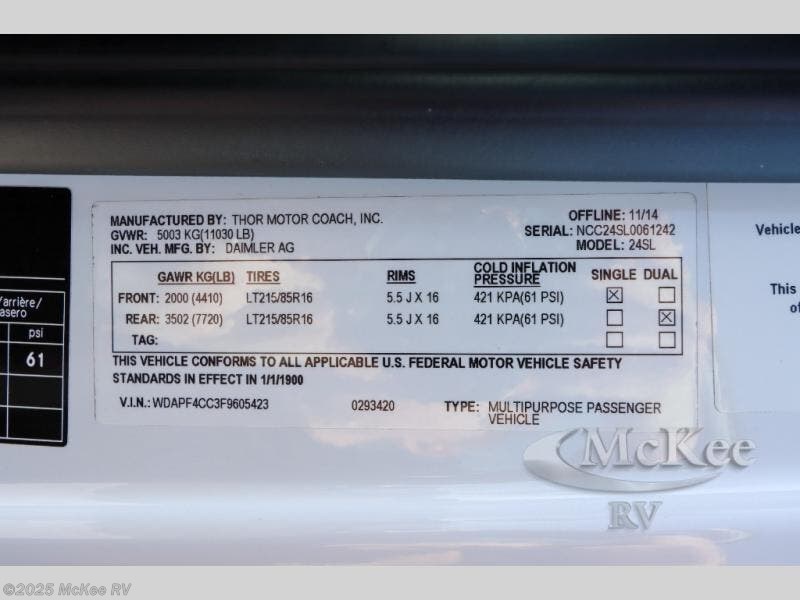 MANUFACTURED BY: THOR MOTOR COACH, INC.
GVWR: 5003 KG(11030 LB)
INC. VEH. MFG. BY: DAIMLER AG
OFFLINE: 11/14
SERIAL: NCC24SL0061242
MODEL: 24SL
GAWR KG(LB) TIRES RIMS COLD INFLATION PRESSURE SINGLE DUAL
FRONT: 2000 (4410) LT215/85R16 5.5 J X 16 421 KPA(61 PSI) ☒ ☐
REAR: 3502 (7720) LT215/85R16 5.5 J X 16 421 KPA(61 PSI) ☐ ☒
TAG: ☐ ☐
THIS VEHICLE CONFORMS TO ALL APPLICABLE U.S. FEDERAL MOTOR VEHICLE SAFETY
STANDARDS IN EFFECT IN 1/1/1900
V.I.N.: WDAPF4CC3F9605423 0293420 TYPE: MULTIPURPOSE PASSENGER
VEHICLE
/arrière/
asero
psi
61
Vehicle
This
of
McKee
RV
©2025 McKee RV